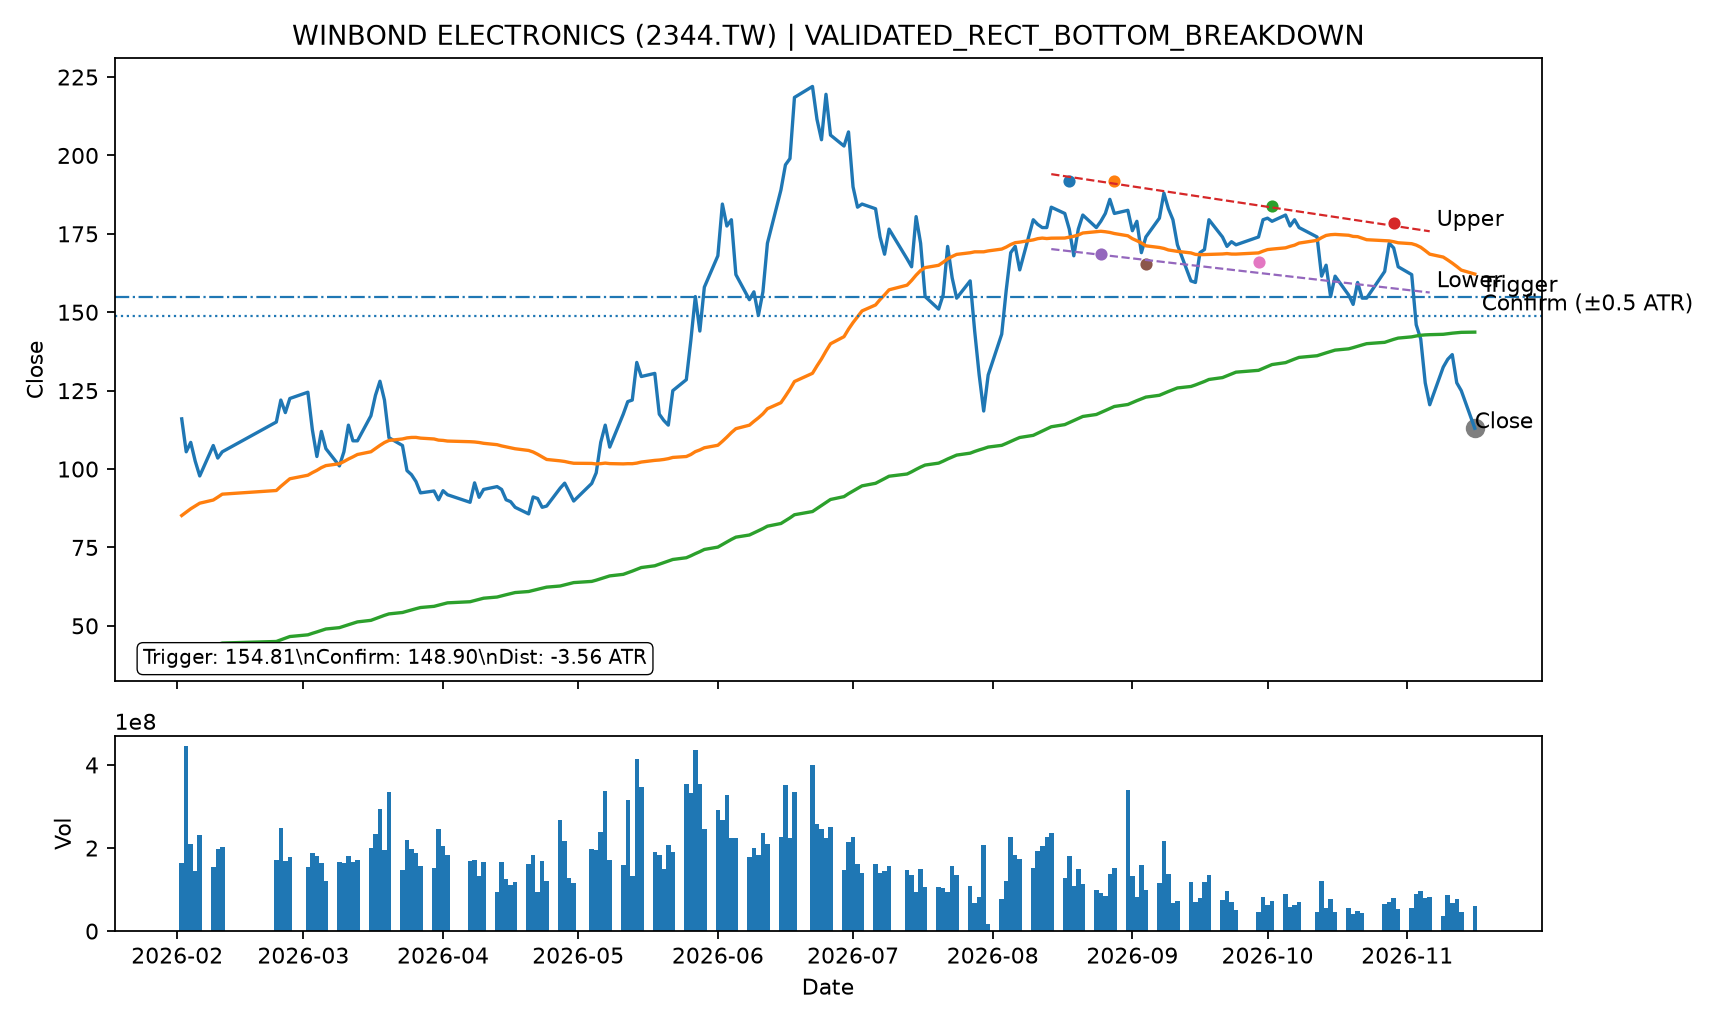 WINBOND ELECTRONICS (2344.TW) | VALIDATED_RECT_BOTTOM_BREAKDOWN
225
200
175
150
125
100
75
50
Close
Upper
Lower
Trigger
Confirm (±0.5 ATR)
Close
Trigger: 154.81\nConfirm: 148.90\nDist: -3.56 ATR
1e8
4
2
0
Vol
2026-02 2026-03 2026-04 2026-05 2026-06 2026-07 2026-08 2026-09 2026-10 2026-11
Date